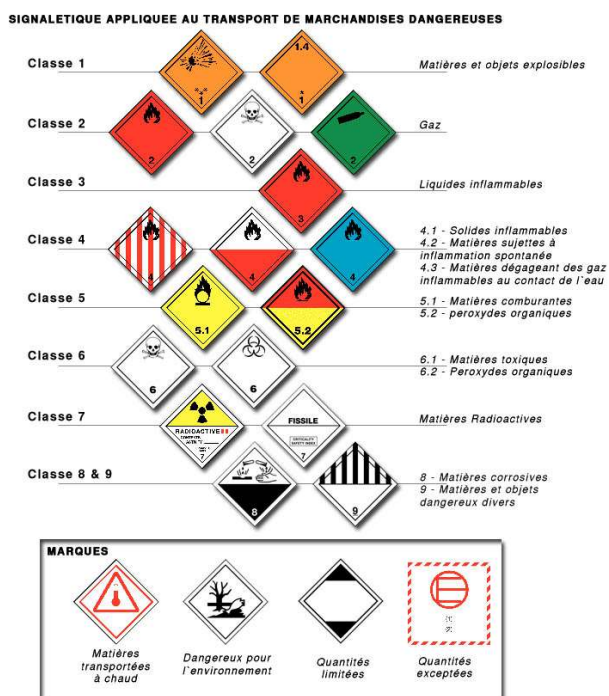 SIGNALETIQUE APPLIQUEE AU TRANSPORT DE MARCHANDISES DANGEREUSES
Classe 1
1
1.4
1
Matières et objets explosibles
Classe 2
2
2
2
Gaz
Classe 3
3
Liquides inflammables
Classe 4
4
4
4
4.1 - Solides inflammables
4.2 - Matières sujettes à
inflammation spontanée
4.3 - Matières dégageant des gaz
inflammables au contact de l`eau
Classe 5
5.1
5.2
5.1 - Matières comburantes
5.2 - peroxydes organiques
Classe 6
6
6
6.1 - Matières toxiques
6.2 - Peroxydes organiques
Classe 7
RADIOACTIVE
7
FISSILE
CRITICALITY
SAFETY INDEX
7
Matières Radioactives
Classe 8 & 9
8
9
8 - Matières corrosives
9 - Matières et objets
dangereux divers
MARQUES
Matières
transportées
à chaud
Dangereux pour
l`environnement
Quantités
limitées
Quantités
exceptées